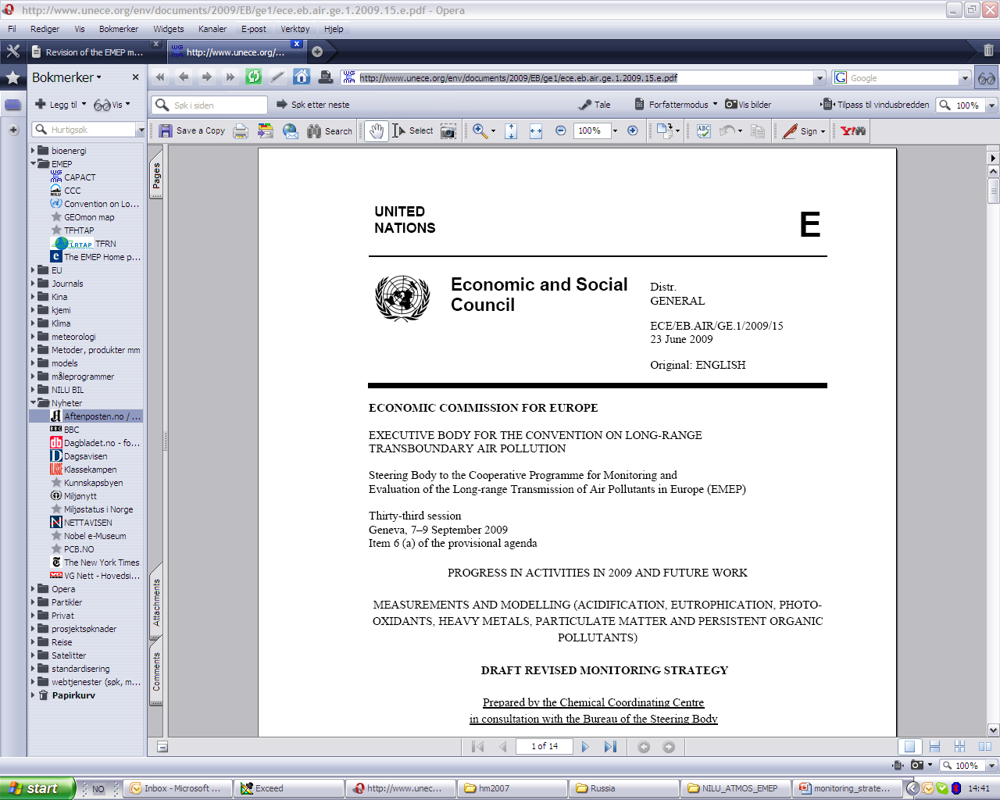 http://www.unece.org/env/documents/2009/EB/ge1/ece.eb.air.ge.1.2009.15.e.pdf - Opera
Fil Rediger Vis Bokmerker Widgets Kanaler E-post Verktøy Hjelp
Revision of the EMEP m... http://www.unece.org/...
Bokmerker
http://www.unece.org/env/documents/2009/EB/ge1/ece.eb.air.ge.1.2009.15.e.pdf Google
Legg til Vis Søk i siden Søk etter neste Tale Forfattermodus Vis bilder Tilpass til vindusbredden 100%
Hurtigsøk Save a Copy Search Select 100% Sign Y!
bioenergi
EMEP
CAPACT
CCC
Convention on Lo...
GEOmon map
TFHTAP
LRTAP TFRN
The EMEP Home p...
EU
Journals
Kina
kjemi
Klima
meteorologi
Metoder, produkter mm
models
måleprogrammer
NILU BIL
Nyheter
Aftenposten.no / ...
BBC
Dagbladet.no - fo...
Dagsavisen
Klassekampen
Kunnskapsbyen
Miljønytt
Miljøstatus i Norge
NETTAVISEN
Nobel e-Museum
PCB.NO
The New York Times
VG Nett - Hovedsi...
Opera
Partikler
Privat
prosjektsøknader
Reise
Satelitter
standardisering
webtjenester (søk, m...
Papirkurv
Pages
Attachments
Comments
UNITED
NATIONS
E
Economic and Social
Council
Distr.
GENERAL
ECE/EB.AIR/GE.1/2009/15
23 June 2009
Original: ENGLISH
ECONOMIC COMMISSION FOR EUROPE
EXECUTIVE BODY FOR THE CONVENTION ON LONG-RANGE
TRANSBOUNDARY AIR POLLUTION
Steering Body to the Cooperative Programme for Monitoring and
Evaluation of the Long-range Transmission of Air Pollutants in Europe (EMEP)
Thirty-third session
Geneva, 7–9 September 2009
Item 6 (a) of the provisional agenda
PROGRESS IN ACTIVITIES IN 2009 AND FUTURE WORK
MEASUREMENTS AND MODELLING (ACIDIFICATION, EUTROPHICATION, PHOTO-
OXIDANTS, HEAVY METALS, PARTICULATE MATTER AND PERSISTENT ORGANIC
POLLUTANTS)
DRAFT REVISED MONITORING STRATEGY
Prepared by the Chemical Coordinating Centre
in consultation with the Bureau of the Steering Body
1 of 14
100%
start NO Inbox - Microsoft ... Exceed http://www.unec... hm2007 Russia NILU_ATMOS_EMEP monitoring_strate... 14:41